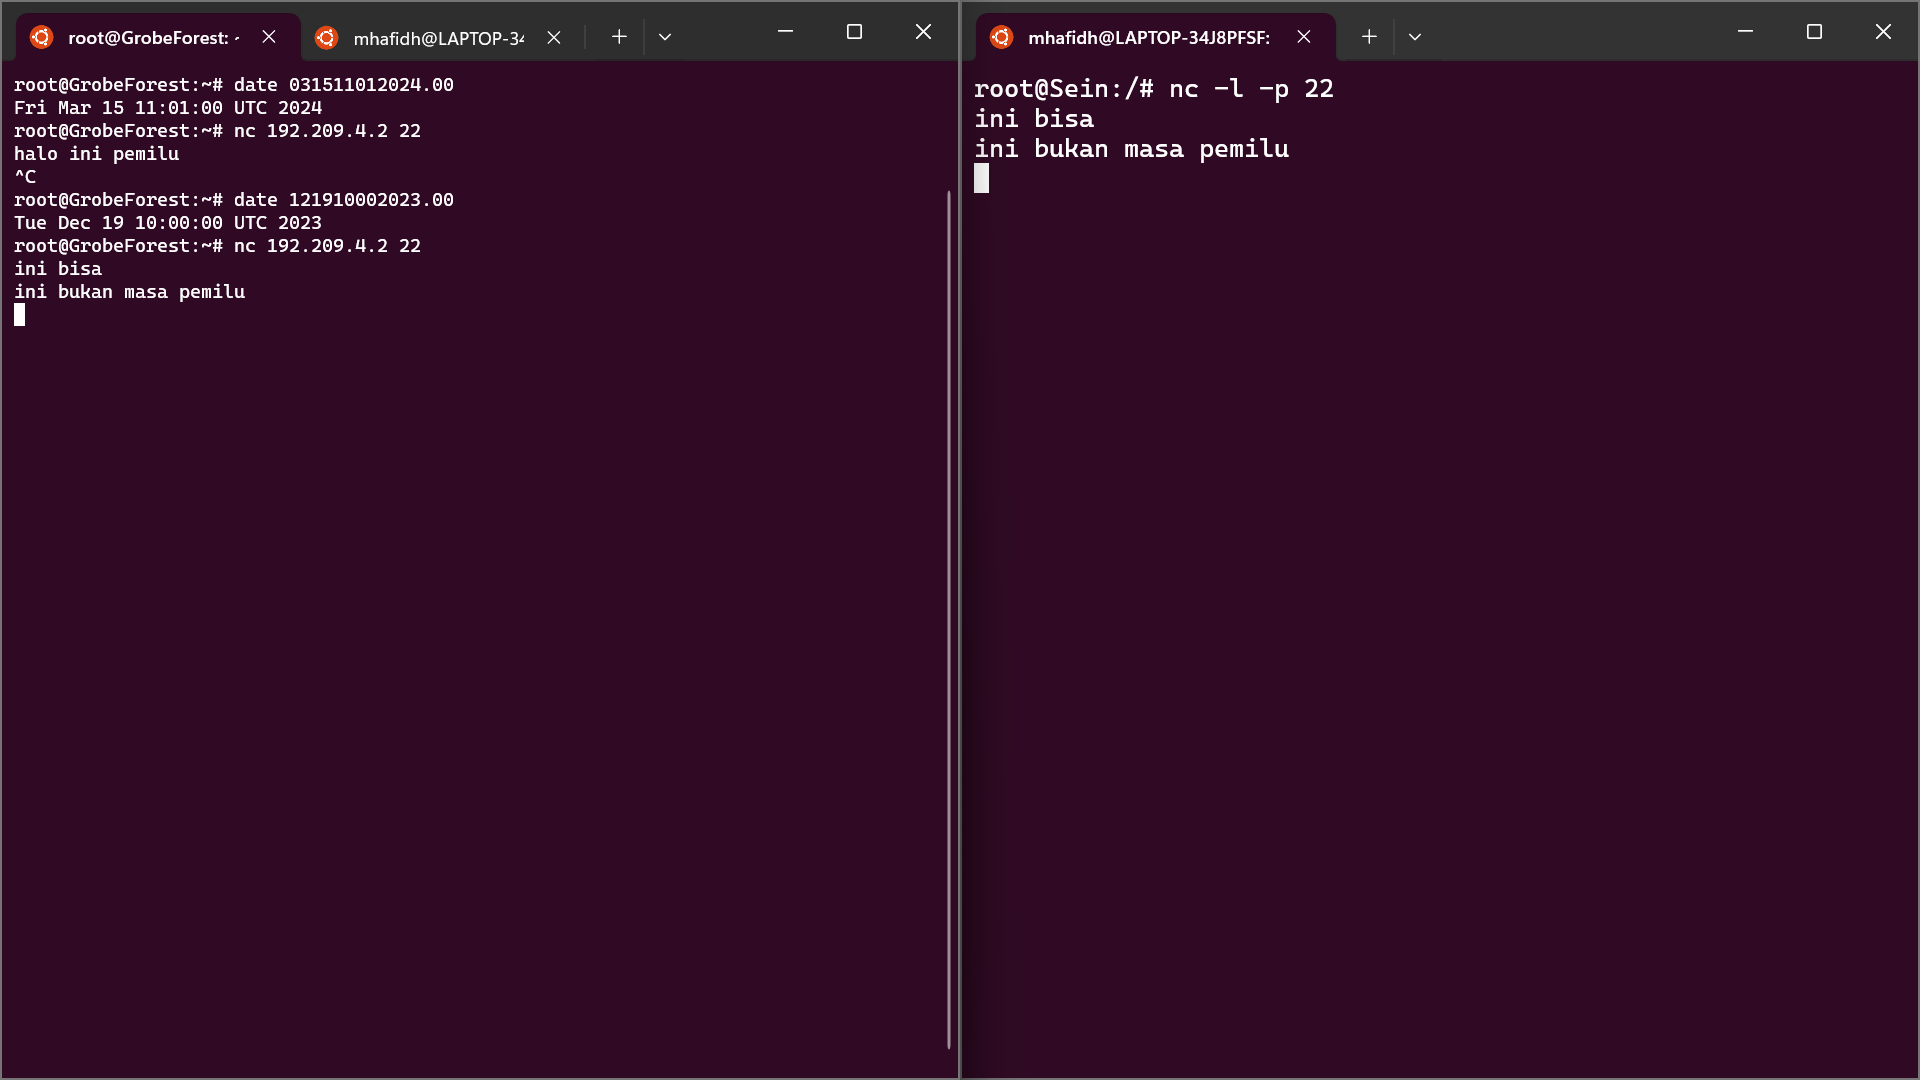 root@GrobeForest: -
mhafidh@LAPTOP-34
root@GrobeForest:~# date 031511012024.00
Fri Mar 15 11:01:00 UTC 2024
root@GrobeForest:~# nc 192.209.4.2 22
halo ini pemilu
^C
root@GrobeForest:~# date 121910002023.00
Tue Dec 19 10:00:00 UTC 2023
root@GrobeForest:~# nc 192.209.4.2 22
ini bisa
ini bukan masa pemilu
mhafidh@LAPTOP-34J8PFSF:
root@Sein:/# nc -l -p 22
ini bisa
ini bukan masa pemilu